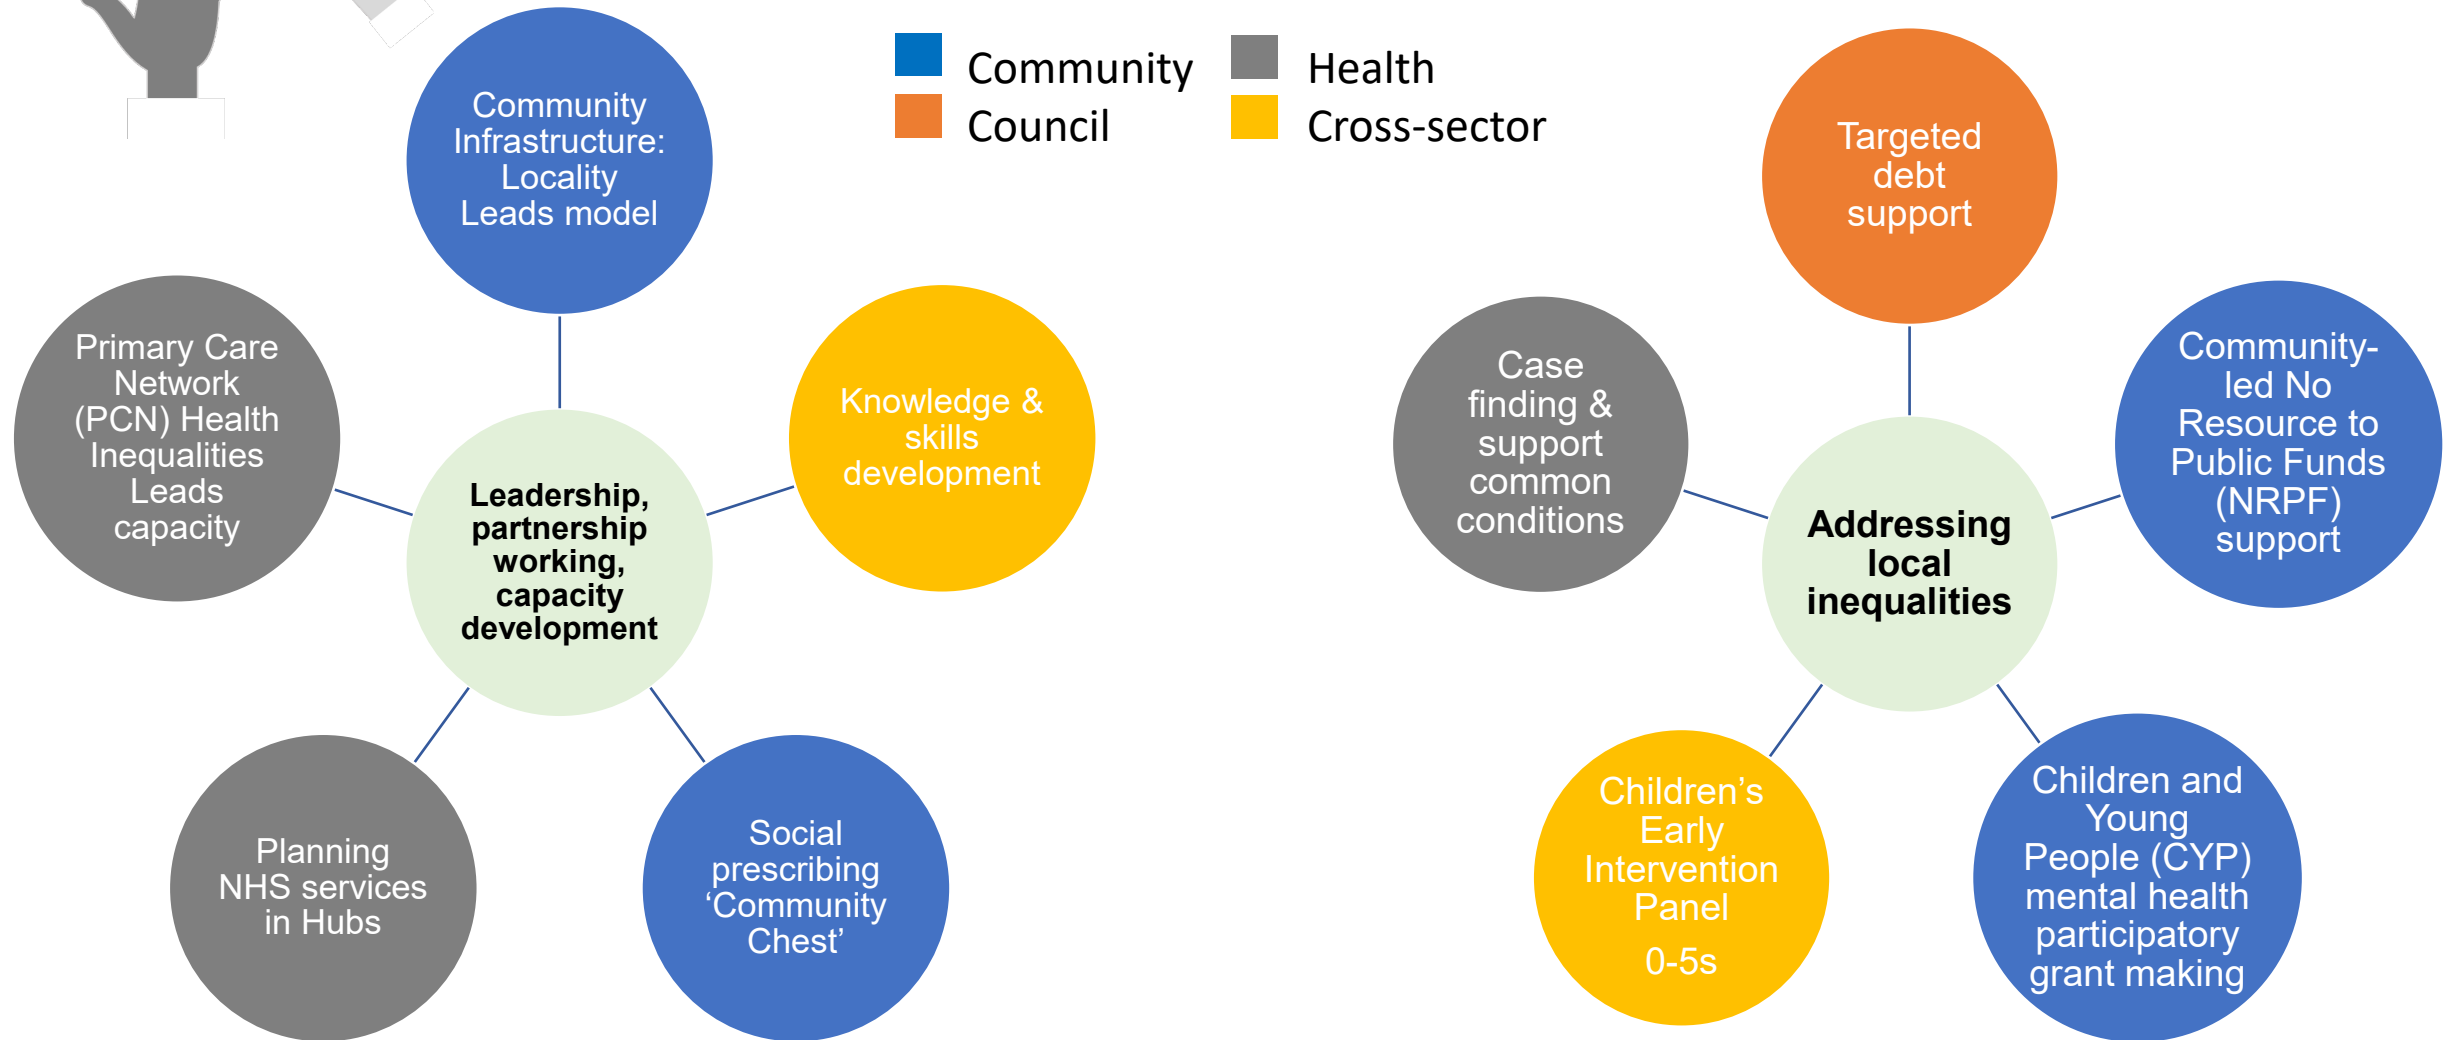 Community
Health
Council
Cross-sector
Community
Infrastructure:
Locality
Leads model
Primary Care
Network
(PCN) Health
Inequalities
Leads
capacity
Knowledge &
skills
development
Leadership,
partnership
working,
capacity
development
Planning
NHS services
in Hubs
Social
prescribing
‘Community
Chest’
Targeted
debt
support
Case
finding &
support
common
conditions
Community-
led No
Resource to
Public Funds
(NRPF)
support
Addressing
local
inequalities
Children’s
Early
Intervention
Panel
0-5s
Children and
Young
People (CYP)
mental health
participatory
grant making